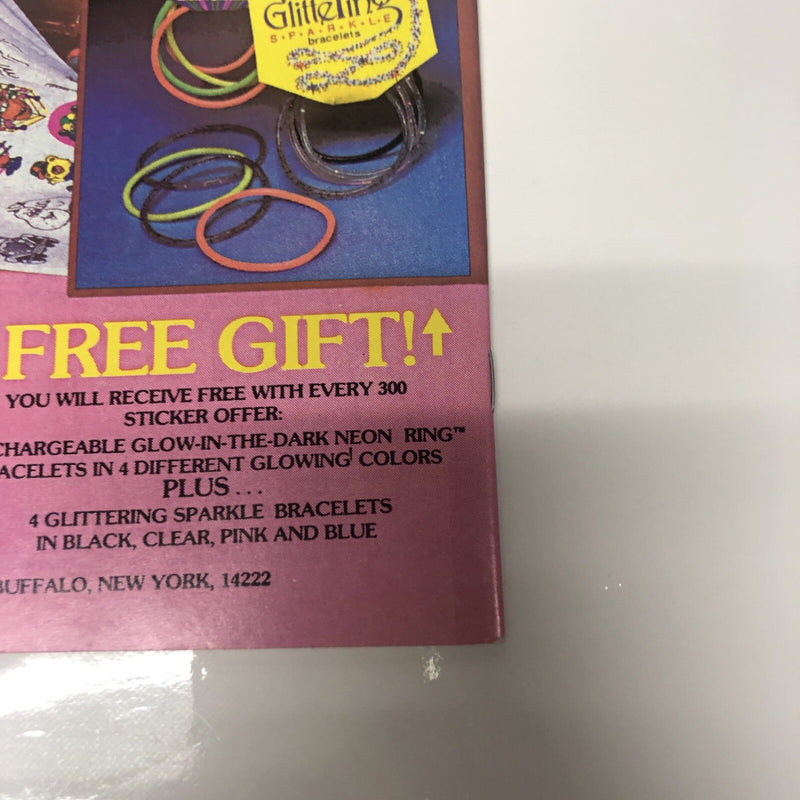 Glittering
S·P·A·R·K·L·E
bracelets
FREE GIFT!
YOU WILL RECEIVE FREE WITH EVERY 300
STICKER OFFER:
CHARGEABLE GLOW-IN-THE-DARK NEON RING™
ACELETS IN 4 DIFFERENT GLOWING COLORS
PLUS...
4 GLITTERING SPARKLE BRACELETS
IN BLACK, CLEAR, PINK AND BLUE
BUFFALO, NEW YORK, 14222